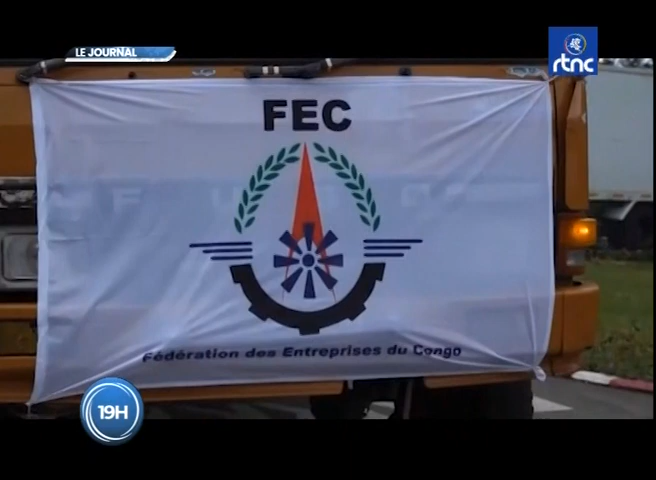 LE JOURNAL
rtnc
FEC
Fédération des Entreprises du Congo
19H